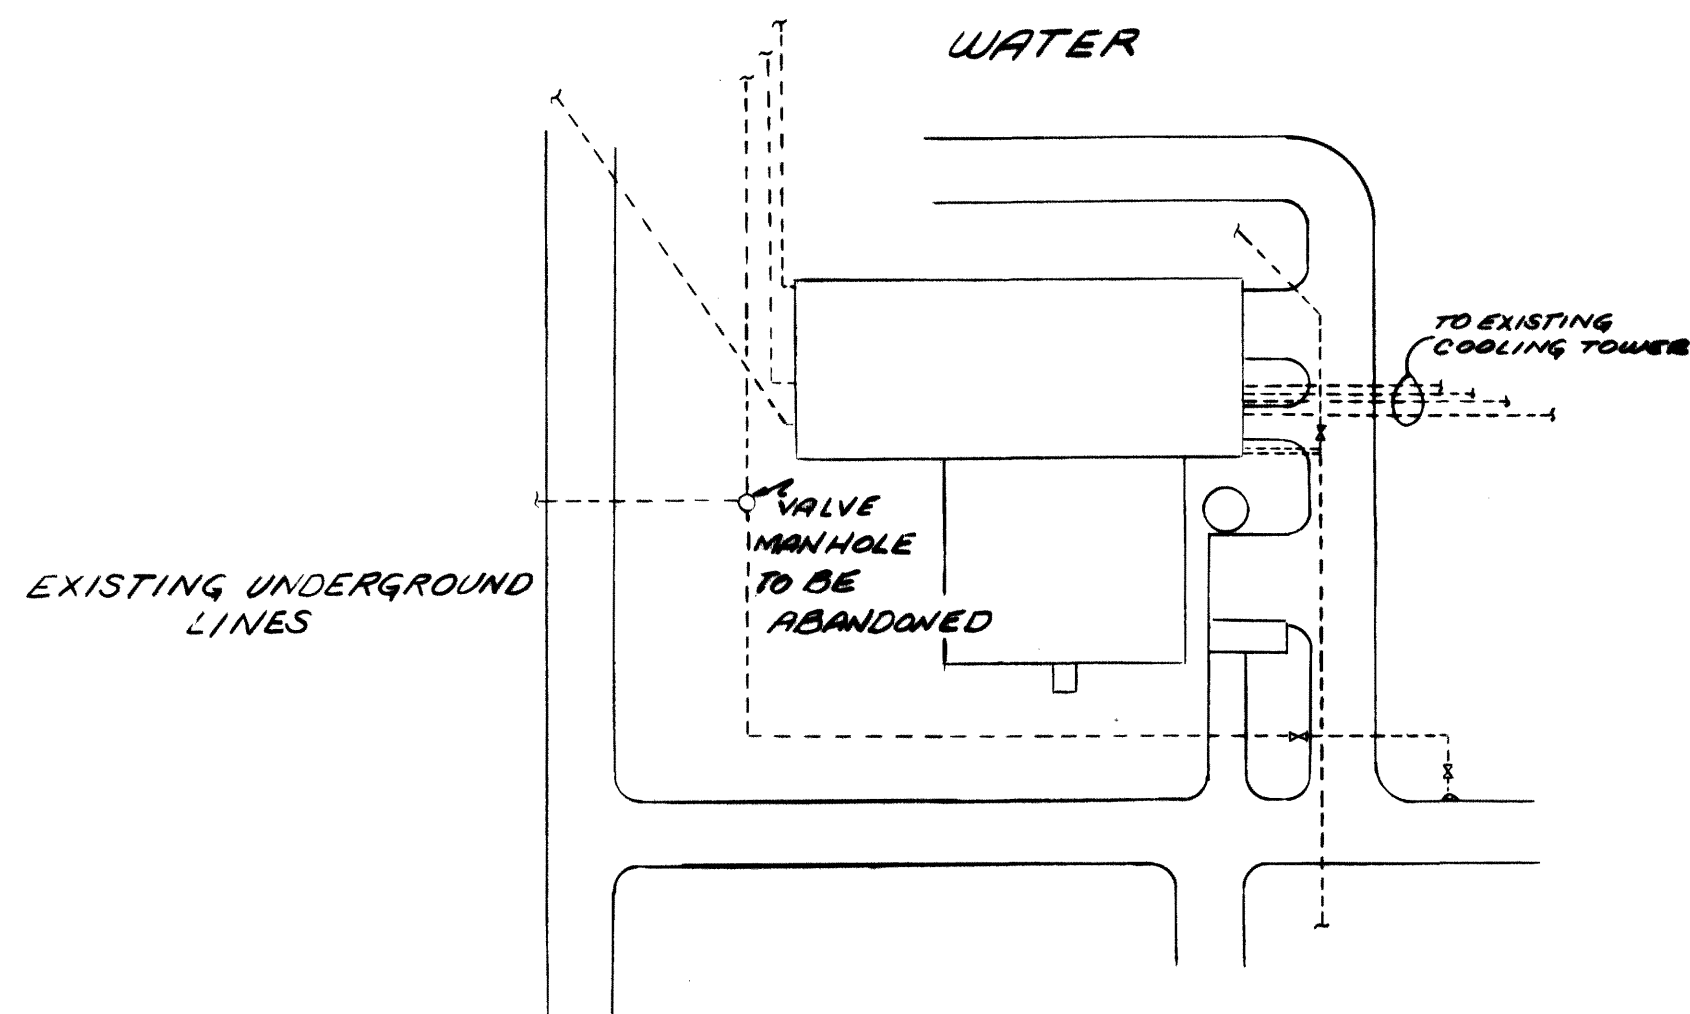 WATER
TO EXISTING
COOLING TOWER
VALVE
MANHOLE
TO BE
ABANDONED
EXISTING UNDERGROUND
LINES